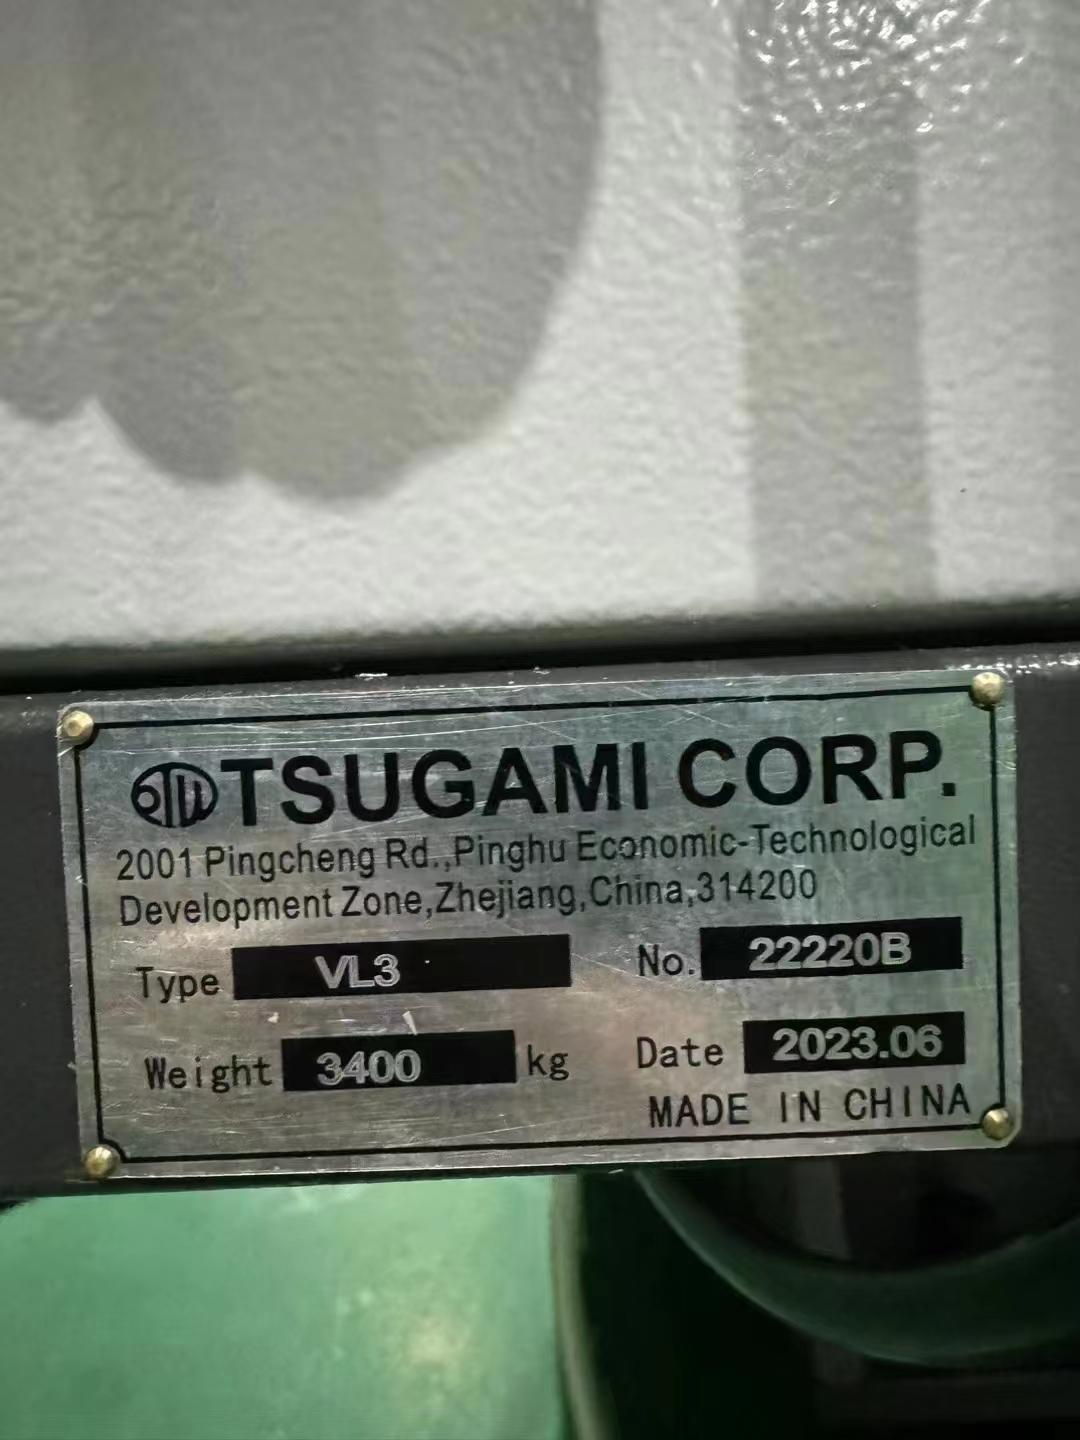 TSUGAMI CORP.
2001 Pingcheng Rd.,Pinghu Economic-Technological
Development Zone,Zhejiang,China,314200
Type VL3 No. 22220B
Weight 3400 kg Date 2023.06
MADE IN CHINA